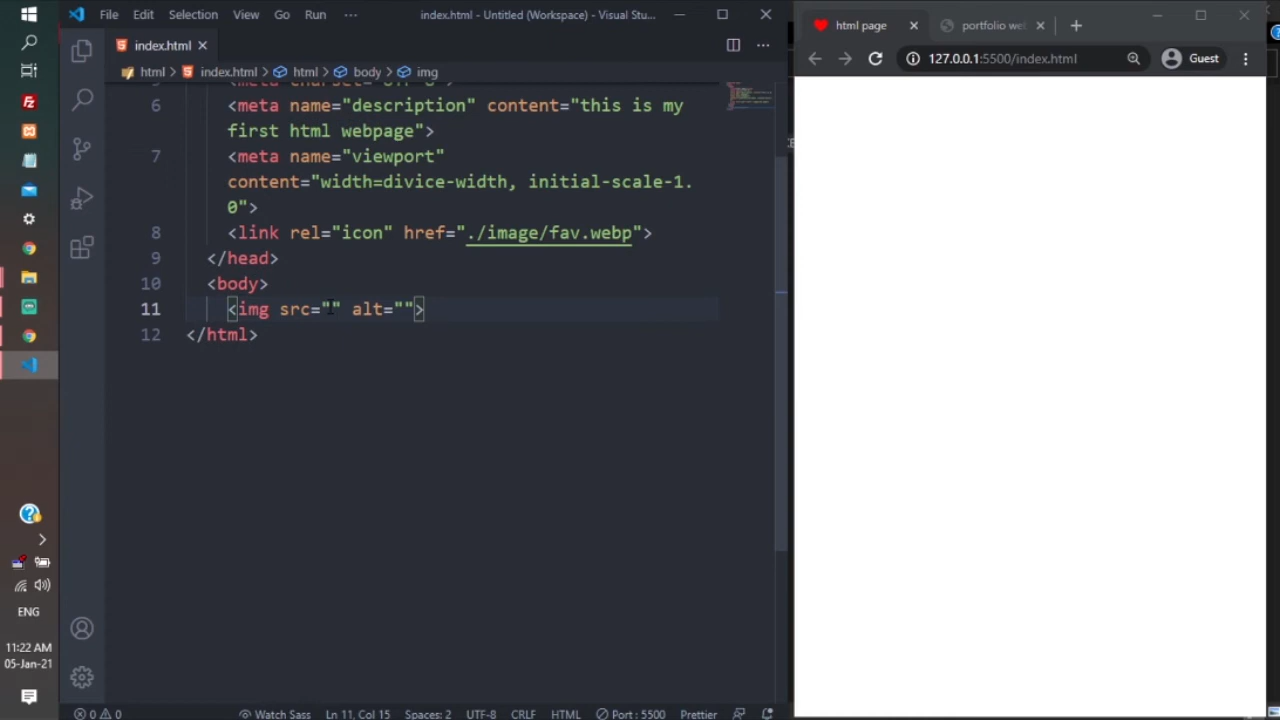 File Edit Selection View Go Run ··· index.html - Untitled (Workspace) - Visual Stu...
index.html
html > index.html > html > body > img
6 <meta name="description" content="this is my
first html webpage">
7 <meta name="viewport"
content="width=divice-width, initial-scale-1.
0">
8 <link rel="icon" href="./image/fav.webp">
9 </head>
10 <body>
11 <img src="" alt="">
12 </html>
0 0 Watch Sass Ln 11, Col 15 Spaces: 2 UTF-8 CRLF HTML Port : 5500 Prettier
html page portfolio we
127.0.0.1:5500/index.html Guest
ENG
11:22 AM
05-Jan-21